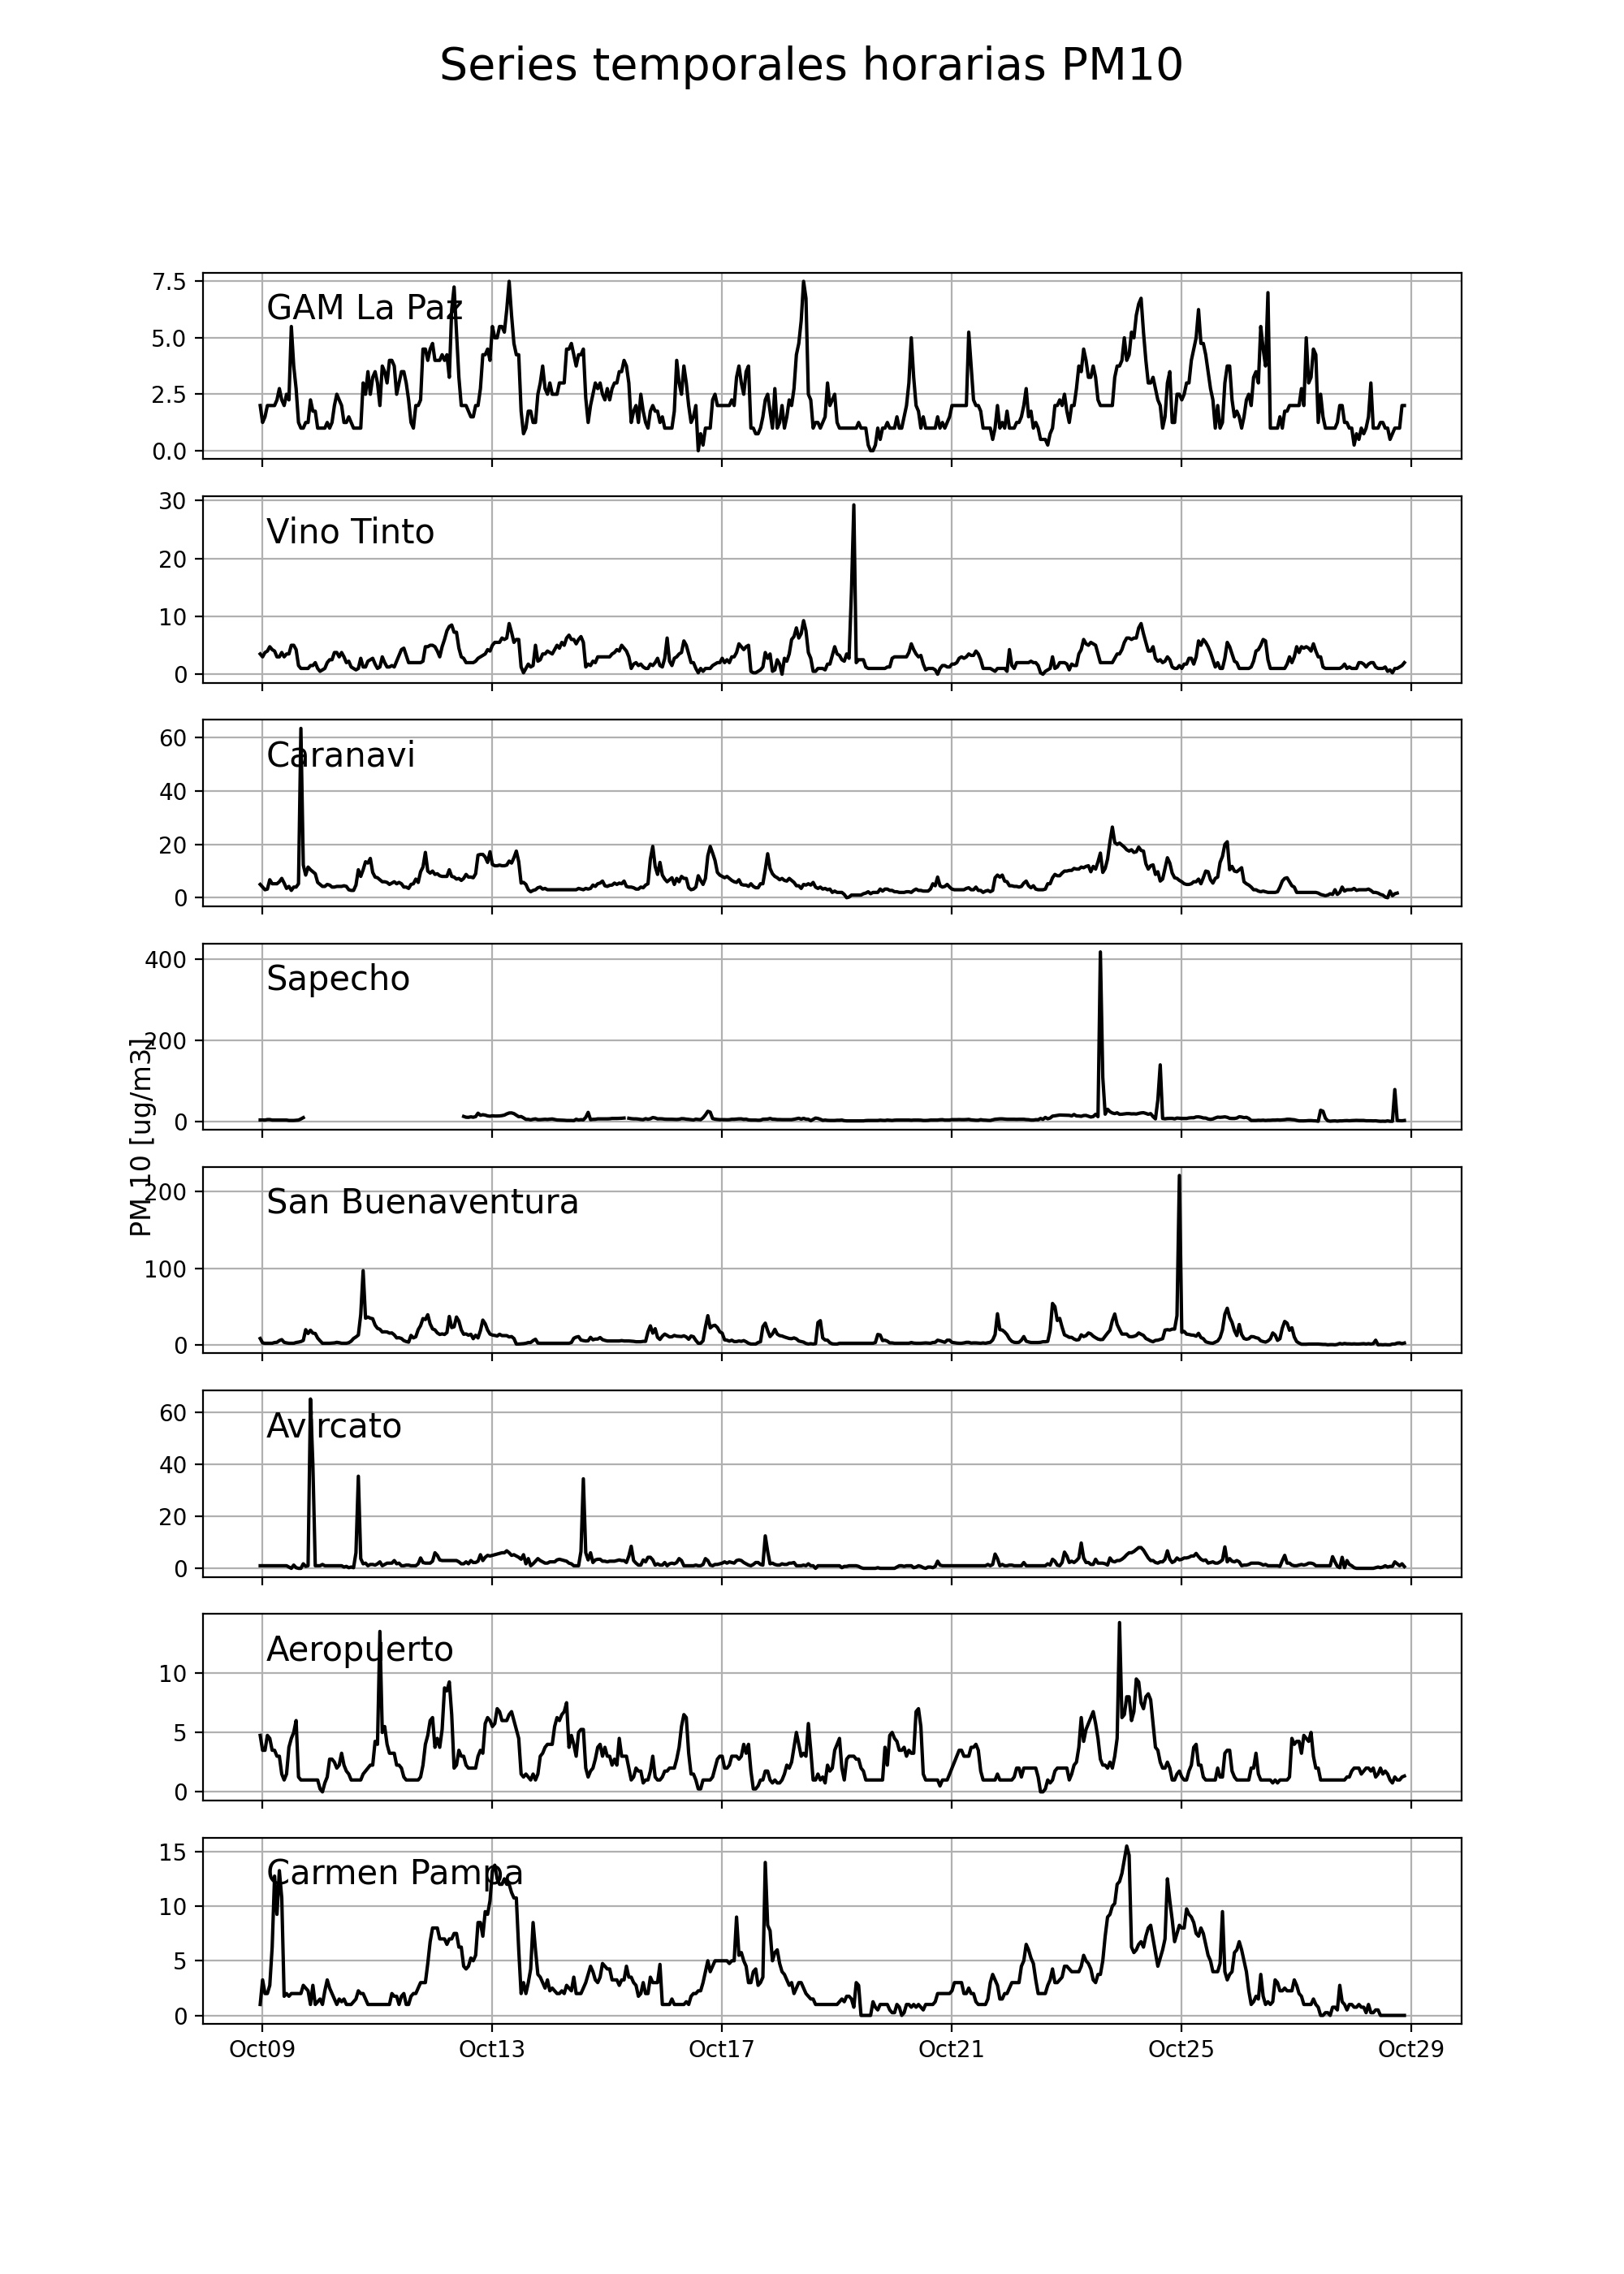 Series temporales horarias PM10
7.5
GAM La Paz
5.0
2.5
0.0
30
Vino Tinto
20
10
0
60
Caranavi
40
20
0
400
Sapecho
200
0
PM 10 [ug/m3]
200
San Buenaventura
100
0
60
40
20
0
Aeropuerto
10
5
0
15
Carmen Pampa
10
5
0
Oct09 Oct13 Oct17 Oct21 Oct25 Oct29